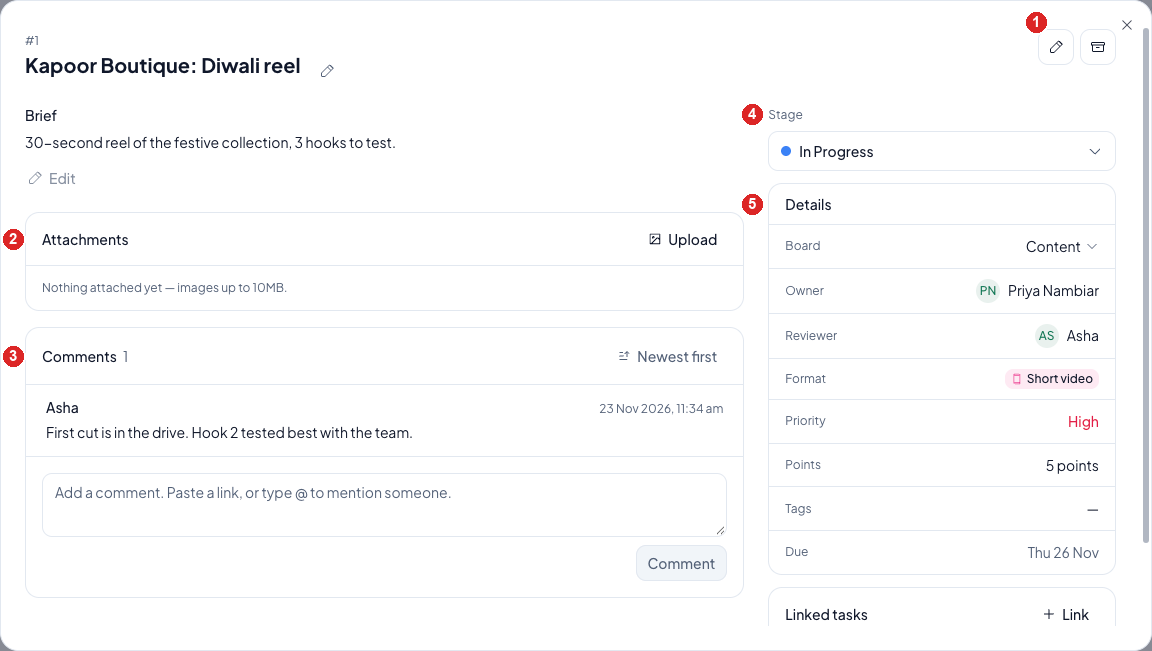 1
#1
Kapoor Boutique: Diwali reel
Brief
30-second reel of the festive collection, 3 hooks to test.
Edit
2
Attachments
Upload
Nothing attached yet — images up to 10MB.
3
Comments 1
Newest first
Asha
23 Nov 2026, 11:34 am
First cut is in the drive. Hook 2 tested best with the team.
Add a comment. Paste a link, or type @ to mention someone.
Comment
4
Stage
In Progress
5
Details
Board
Content
Owner
PN Priya Nambiar
Reviewer
AS Asha
Format
Short video
Priority
High
Points
5 points
Tags
—
Due
Thu 26 Nov
Linked tasks
+ Link